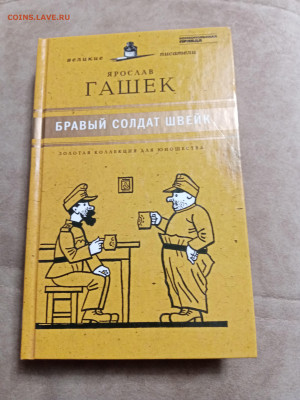 COINS.LAVE.RU
великие писатели
ЯРОСЛАВ
ГАШЕК
БРАВЫЙ СОЛДАТ ШВЕЙК
ЗОЛОТАЯ КОЛЛЕКЦИЯ ДЛЯ ЮНОШЕСТВА